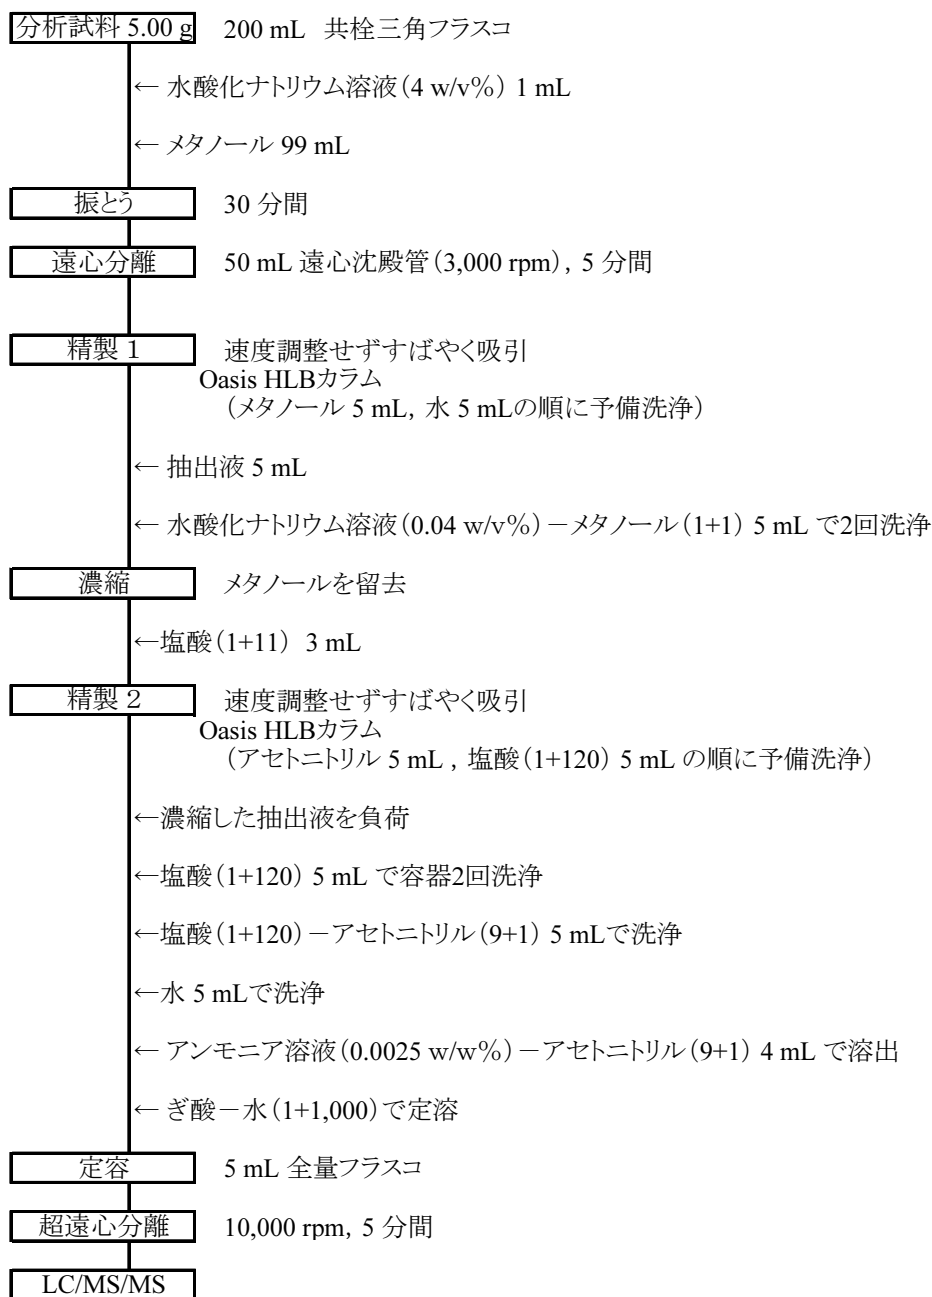 分析試料 5.00 g 200 mL 共栓三角フラスコ
← 水酸化ナトリウム溶液(4 w/v%) 1 mL
← メタノール 99 mL
振とう 30 分間
遠心分離 50 mL 遠心沈殿管(3,000 rpm), 5 分間
精製 1 速度調整せずすばやく吸引
Oasis HLBカラム
(メタノール 5 mL, 水 5 mLの順に予備洗浄)
← 抽出液 5 mL
← 水酸化ナトリウム溶液(0.04 w/v%)-メタノール(1+1) 5 mL で2回洗浄
濃縮 メタノールを留去
←塩酸(1+11) 3 mL
精製 2 速度調整せずすばやく吸引
Oasis HLBカラム
(アセトニトリル 5 mL , 塩酸(1+120) 5 mL の順に予備洗浄)
←濃縮した抽出液を負荷
←塩酸(1+120) 5 mL で容器2回洗浄
←塩酸(1+120)-アセトニトリル(9+1) 5 mLで洗浄
←水 5 mLで洗浄
← アンモニア溶液(0.0025 w/w%)-アセトニトリル(9+1) 4 mL で溶出
← ぎ酸-水(1+1,000)で定溶
定容 5 mL 全量フラスコ
超遠心分離 10,000 rpm, 5 分間
LC/MS/MS